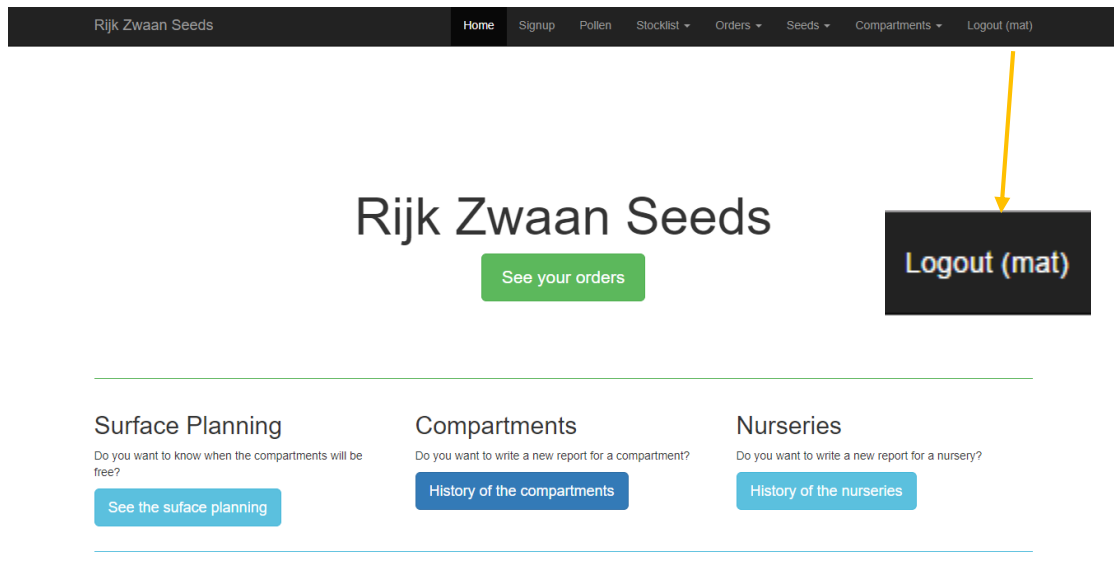 Rijk Zwaan Seeds Home Signup Pollen Stocklist Orders Seeds Compartments Logout (mat)
Rijk Zwaan Seeds
See your orders
Logout (mat)
Surface Planning
Do you want to know when the compartments will be
free?
See the suface planning
Compartments
Do you want to write a new report for a compartment?
History of the compartments
Nurseries
Do you want to write a new report for a nursery?
History of the nurseries